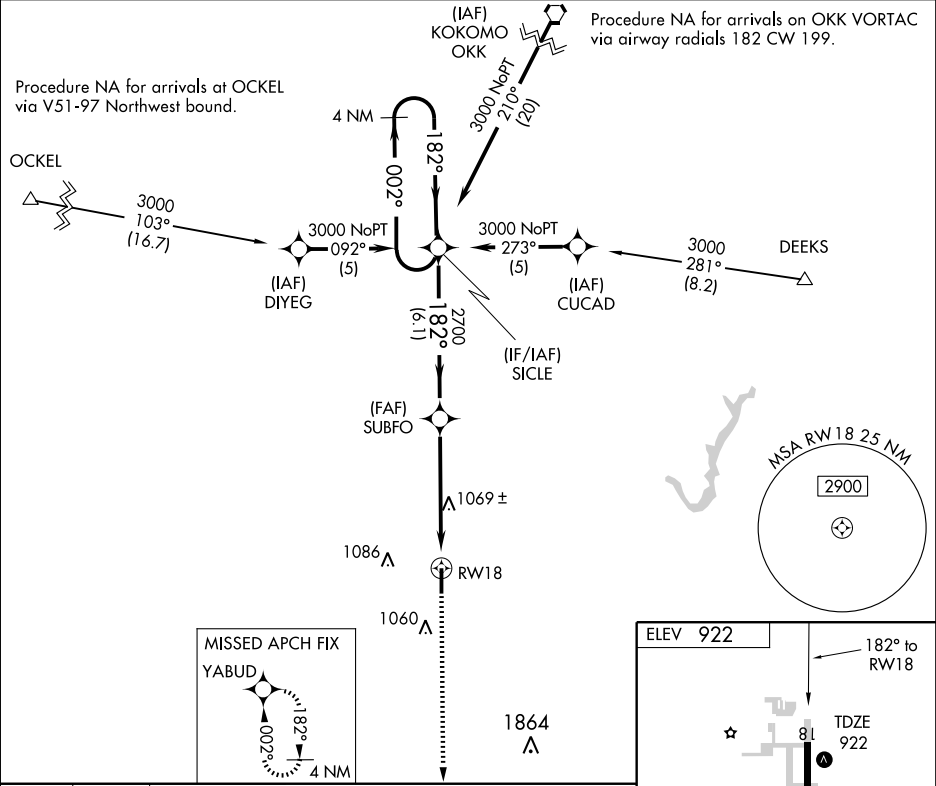 (IAF)
KOKOMO
OKK
Procedure NA for arrivals on OKK VORTAC
via airway radials 182 CW 199.
Procedure NA for arrivals at OCKEL
via V51-97 Northwest bound.
3000 NoPT
210°
(20)
4 NM
182°
002°
OCKEL
3000
103°
(16.7)
3000 NoPT
092°
(5)
(IAF)
DIYEG
3000 NoPT
273°
(5)
(IAF)
CUCAD
3000
281°
(8.2)
DEEKS
2700
182°
(6.1)
(IF/IAF)
SICLE
(FAF)
SUBFO
MSA RW18 25 NM
2900
1069 ±
1086
RW18
1060
MISSED APCH FIX
YABUD
182°
002°
4 NM
1864
ELEV 922
182° to
RW18
18
TDZE
922
V